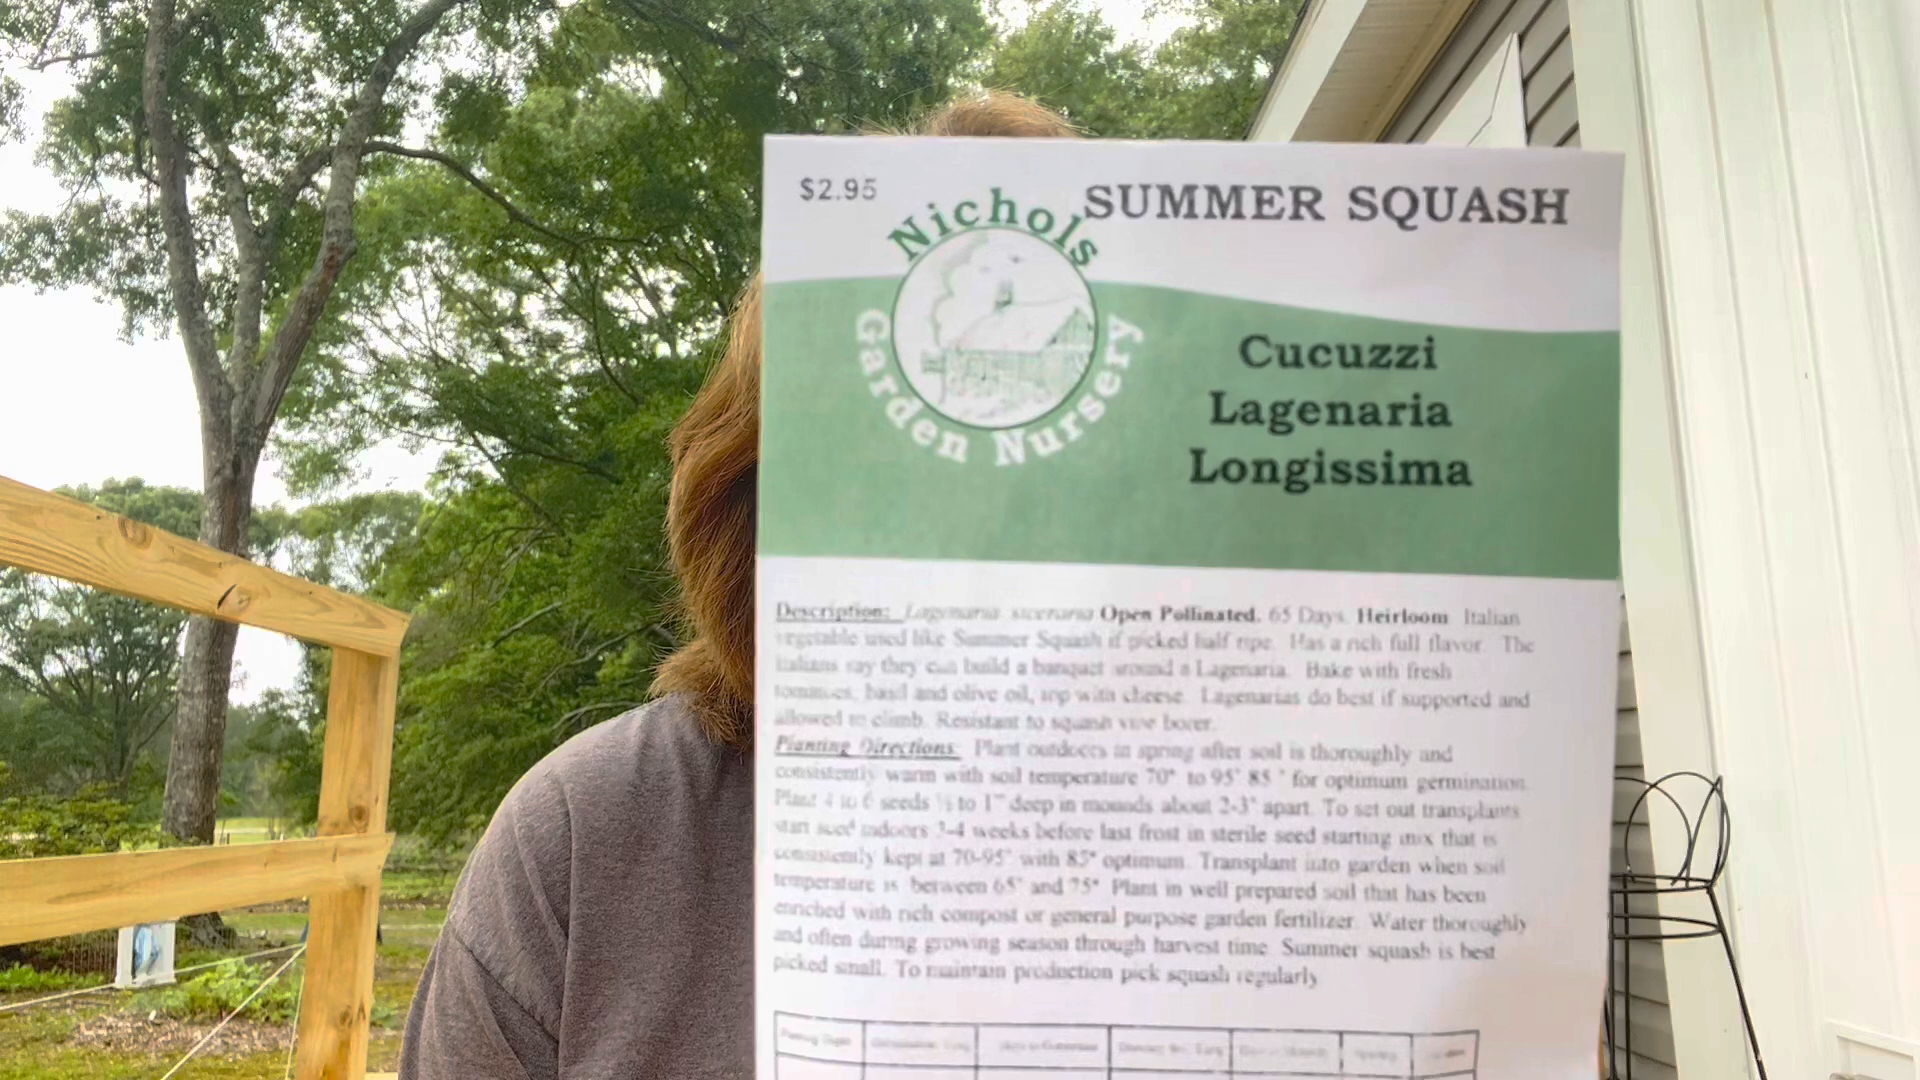 $2.95
SUMMER SQUASH
Nichols
Garden Nursery
Cucuzzi
Lagenaria
Longissima
Description: Lagenaria siceraria Open Pollinated. 65 Days. Heirloom Italian
vegetable used like Summer Squash if picked half ripe. Has a rich full flavor. The
Italians say they can build a banquet around a Lagenaria. Bake with fresh
tomatoes, basil and olive oil, top with cheese. Lagenarias do best if supported and
allowed to climb. Resistant to squash vine borer.
Planting Directions: Plant outdoors in spring after soil is thoroughly and
consistently warm with soil temperature 70° to 95° 85 ° for optimum germination.
Plant 4 to 6 seeds ½ to 1" deep in mounds about 2-3' apart. To set out transplants
start seed indoors 3-4 weeks before last frost in sterile seed starting mix that is
consistently kept at 70-95° with 85° optimum. Transplant into garden when soil
temperature is between 65° and 75° Plant in well prepared soil that has been
enriched with rich compost or general purpose garden fertilizer. Water thoroughly
and often during growing season through harvest time. Summer squash is best
picked small. To maintain production pick squash regularly